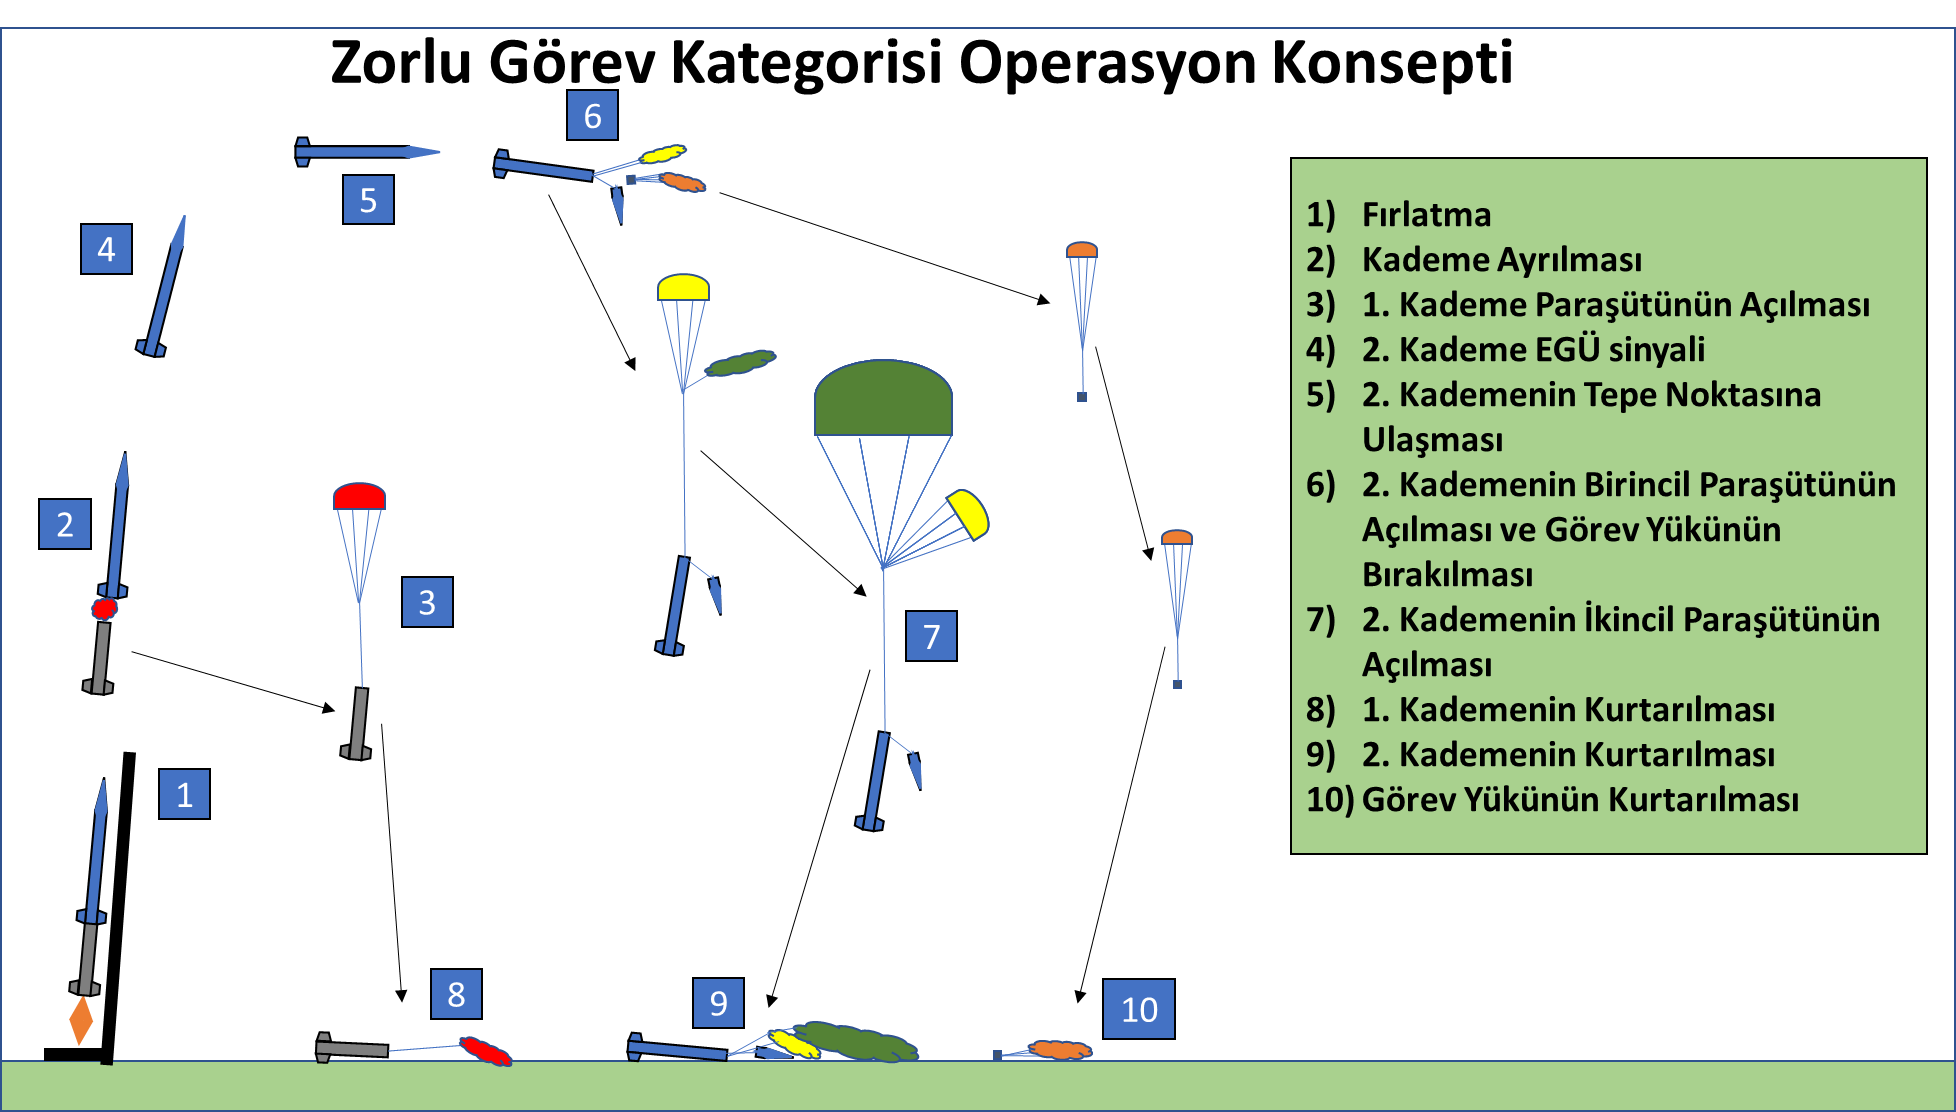 Zorlu Görev Kategorisi Operasyon Konsepti
6
5
4
2
3
7
1
8
9
10
1) Fırlatma
2) Kademe Ayrılması
3) 1. Kademe Paraşütünün Açılması
4) 2. Kademe EGÜ sinyali
5) 2. Kademenin Tepe Noktasına
Ulaşması
6) 2. Kademenin Birincil Paraşütünün
Açılması ve Görev Yükünün
Bırakılması
7) 2. Kademenin İkincil Paraşütünün
Açılması
8) 1. Kademenin Kurtarılması
9) 2. Kademenin Kurtarılması
10) Görev Yükünün Kurtarılması